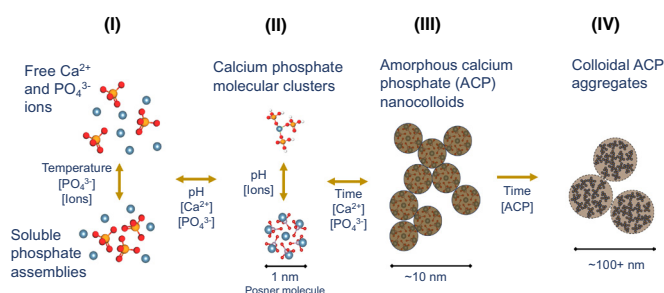 (I)
(II)
(III)
(IV)
Free Ca²⁺
and PO₄³⁻
ions
Calcium phosphate
molecular clusters
Amorphous calcium
phosphate (ACP)
nanocolloids
Colloidal ACP
aggregates
Temperature
[PO₄³⁻]
[Ions]
pH
[Ca²⁺]
[PO₄³⁻]
pH
[Ions]
Time
[Ca²⁺]
[PO₄³⁻]
Time
[ACP]
Soluble
phosphate
assemblies
1 nm
Posner molecule
~10 nm
~100+ nm